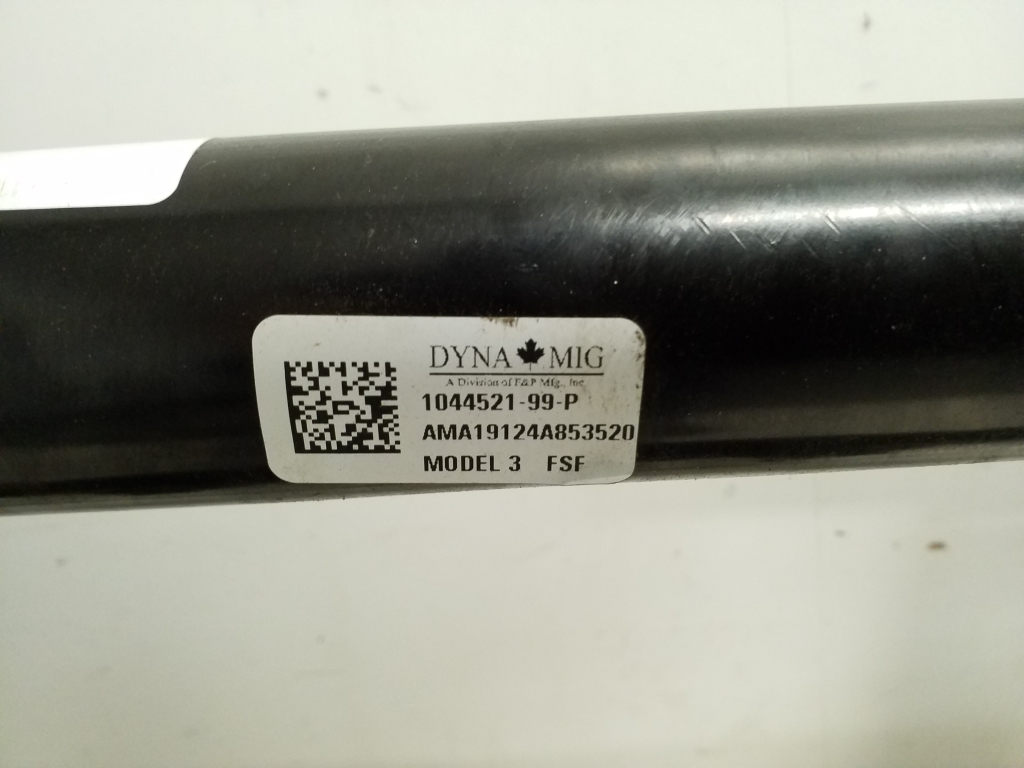 DYNA MIG
A Division of F&P Mfg., Inc.
1044521-99-P
AMA19124A853520
MODEL 3 FSF